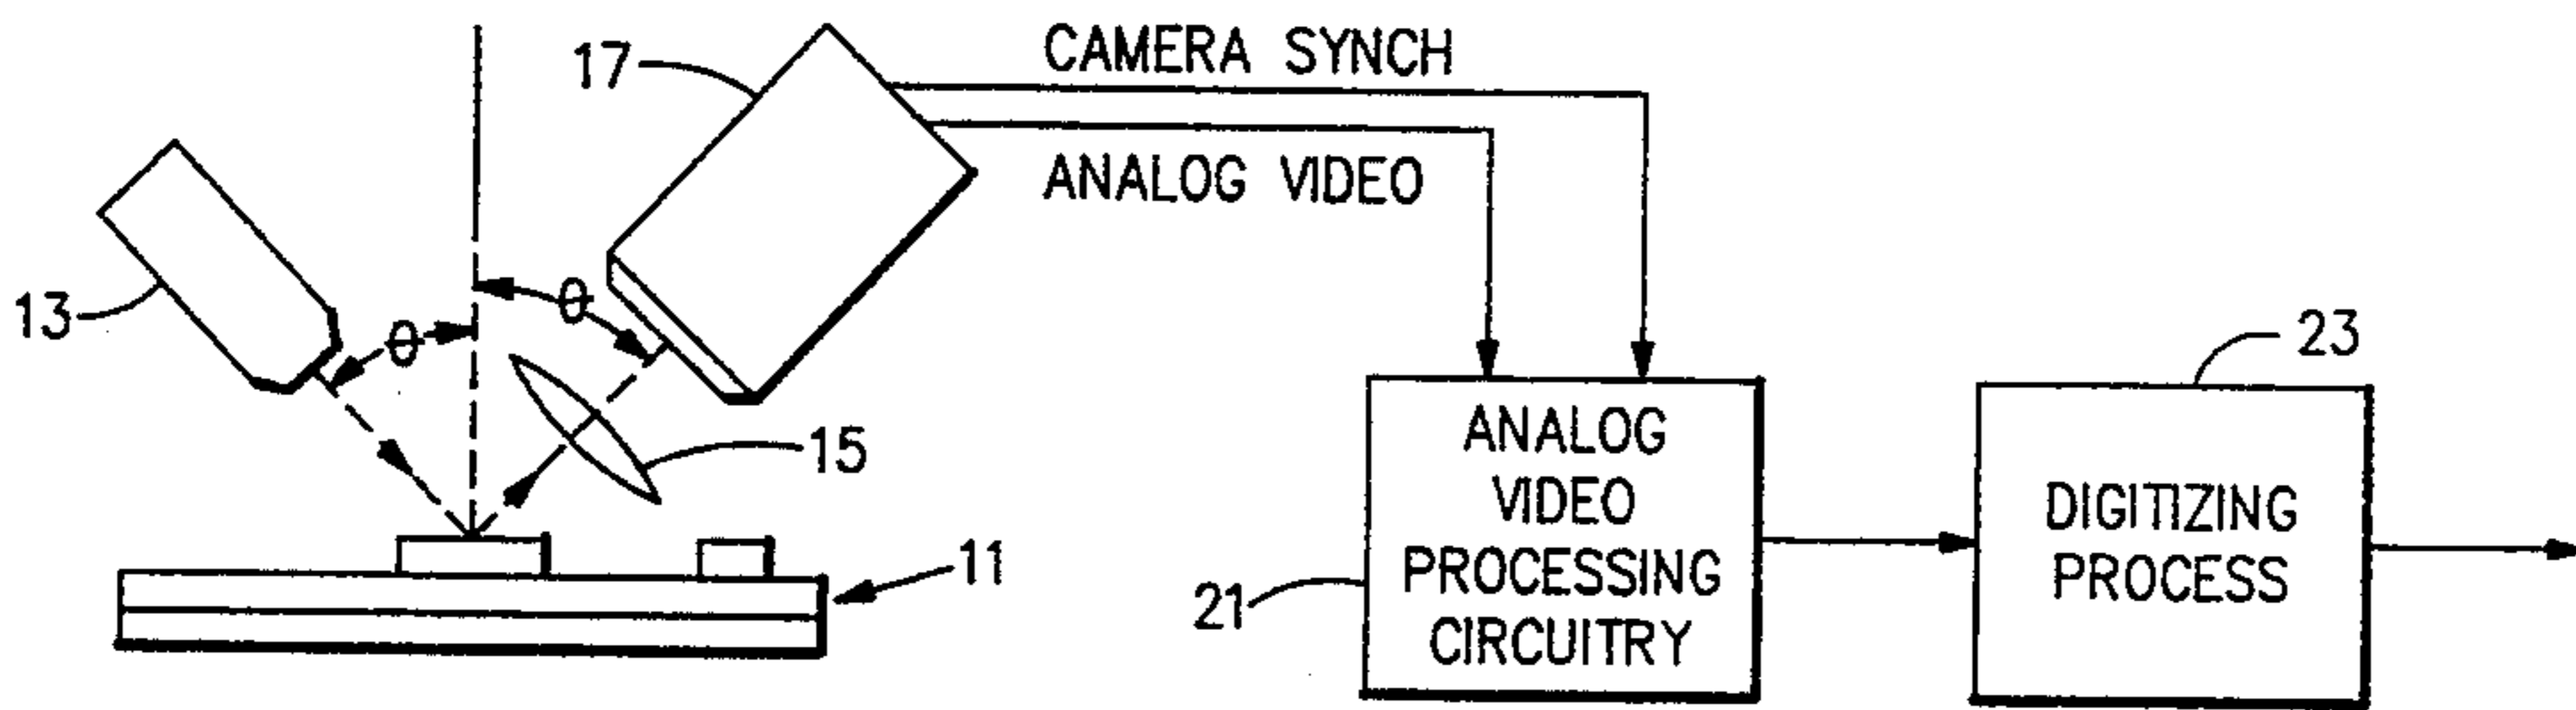 17
CAMERA SYNCH
ANALOG VIDEO
13
θ
θ
15
11
21
ANALOG
VIDEO
PROCESSING
CIRCUITRY
23
DIGITIZING
PROCESS